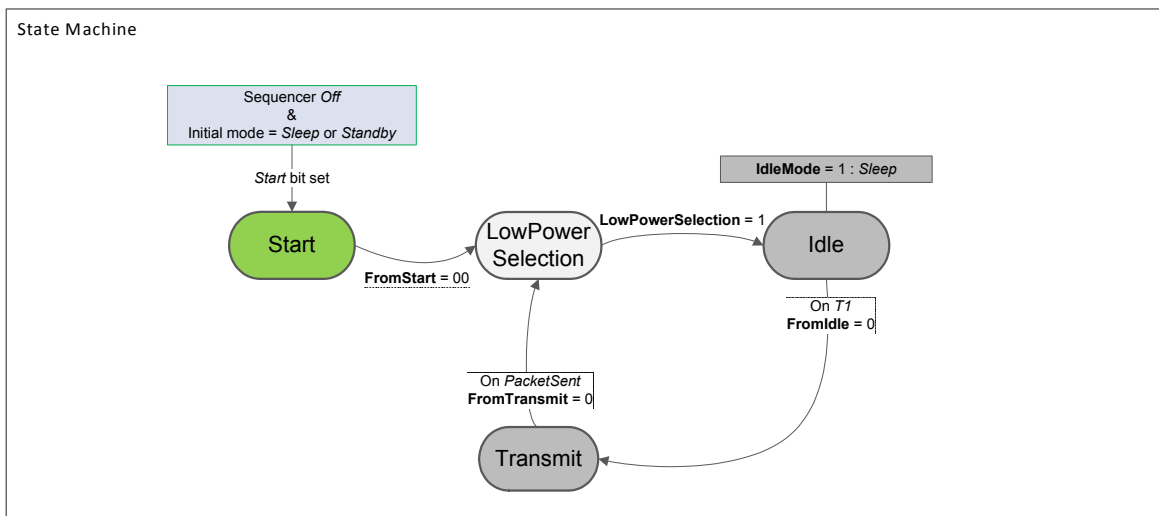 State Machine
Sequencer Off
&
Initial mode = Sleep or Standby
Start bit set
IdleMode = 1 : Sleep
Start
FromStart = 00
LowPower
Selection
LowPowerSelection = 1
Idle
On T1
FromIdle = 0
On PacketSent
FromTransmit = 0
Transmit